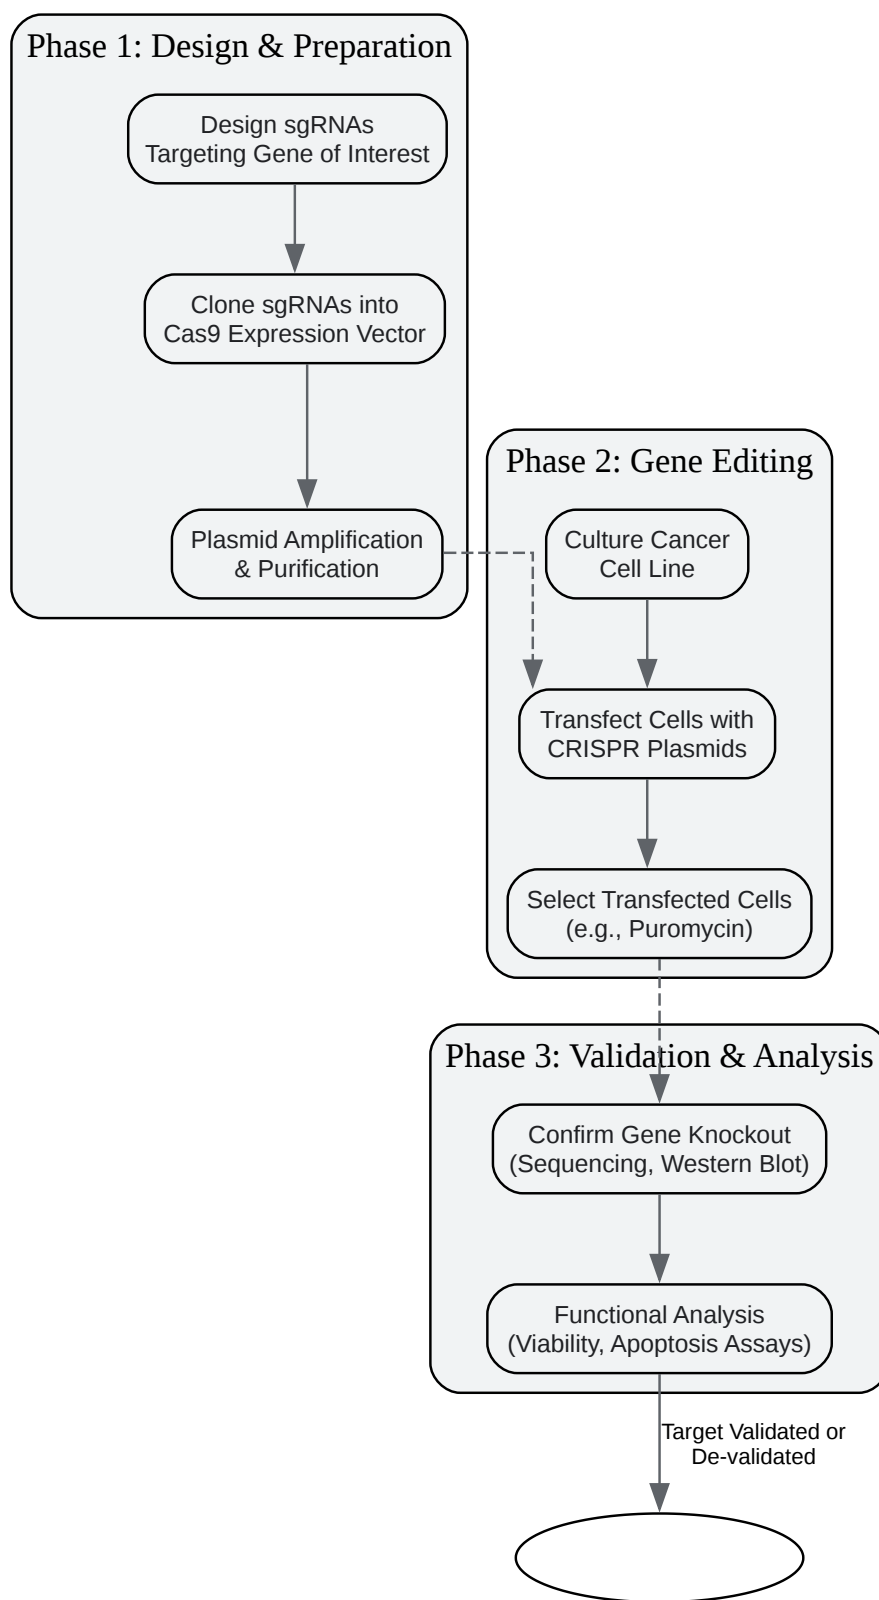 Phase 1: Design & Preparation
Design sgRNAs
Targeting Gene of Interest
Clone sgRNAs into
Cas9 Expression Vector
Plasmid Amplification
& Purification
Phase 2: Gene Editing
Culture Cancer
Cell Line
Transfect Cells with
CRISPR Plasmids
Select Transfected Cells
(e.g., Puromycin)
Phase 3: Validation & Analysis
Confirm Gene Knockout
(Sequencing, Western Blot)
Functional Analysis
(Viability, Apoptosis Assays)
Target Validated or
De-validated